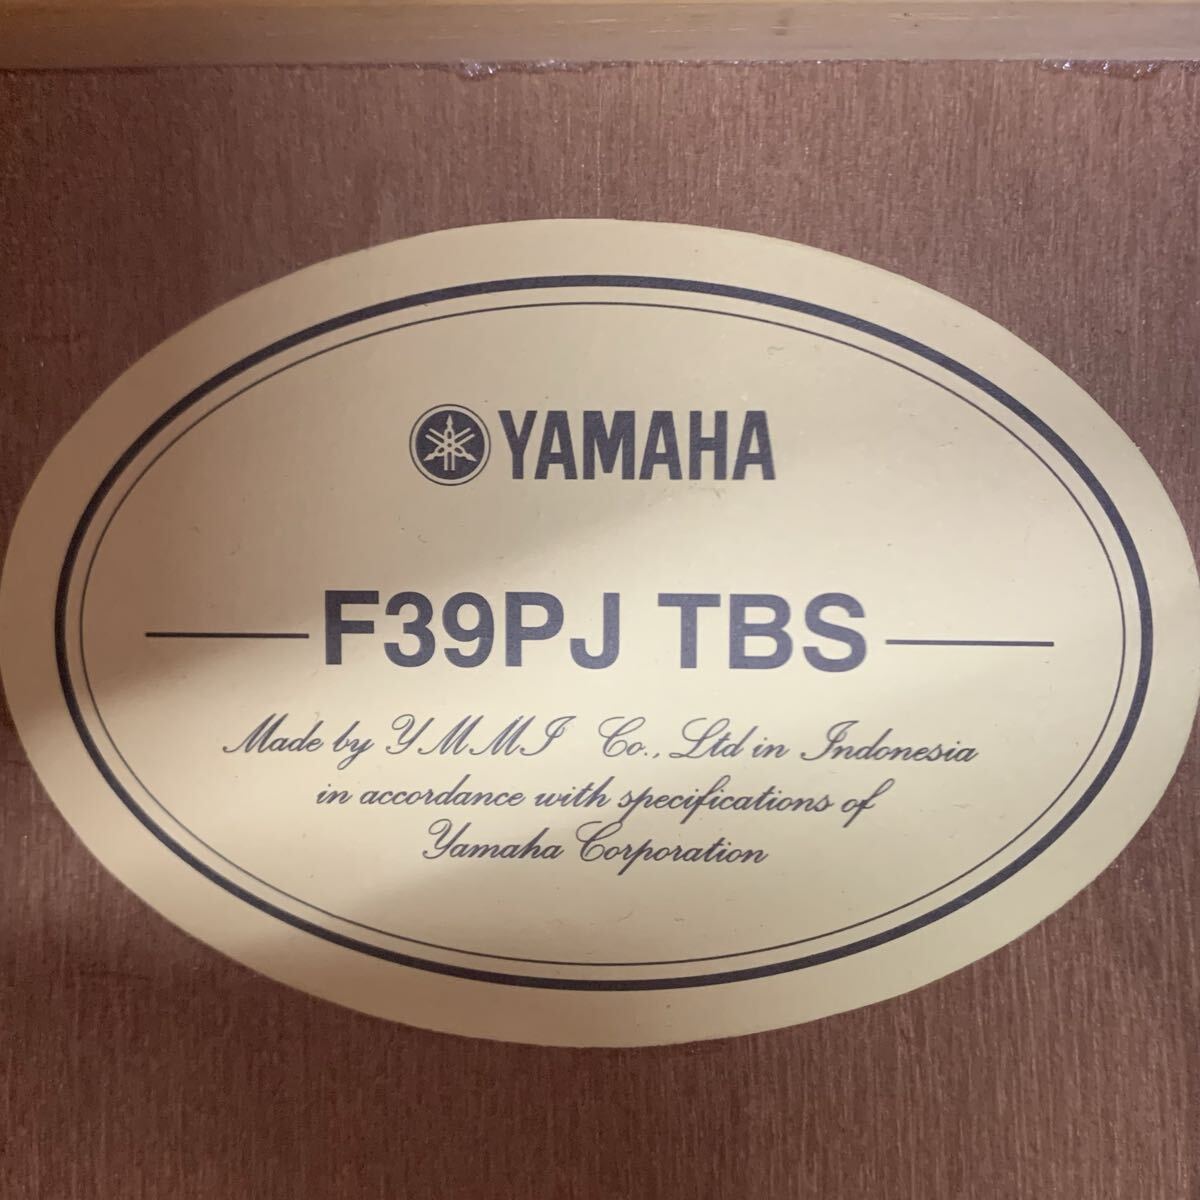 YAMAHA
F39PJ TBS
Made by YMMI Co., Ltd in Indonesia
in accordance with specifications of
Yamaha Corporation